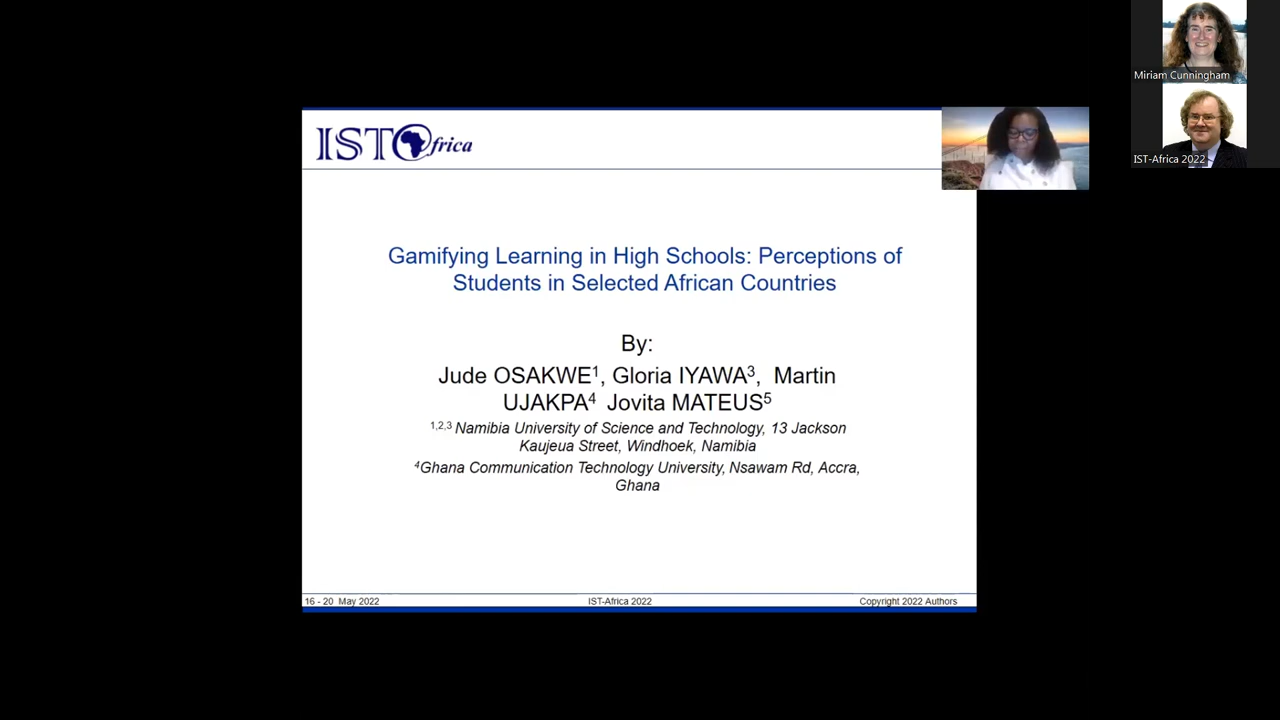 IST Africa
Gamifying Learning in High Schools: Perceptions of
Students in Selected African Countries
By:
Jude OSAKWE¹, Gloria IYAWA³, Martin
UJAKPA⁴ Jovita MATEUS⁵
¹,²,³ Namibia University of Science and Technology, 13 Jackson
Kaujeua Street, Windhoek, Namibia
⁴Ghana Communication Technology University, Nsawam Rd, Accra,
Ghana
16 - 20 May 2022
IST-Africa 2022
Copyright 2022 Authors
Miriam Cunningham
IST-Africa 2022